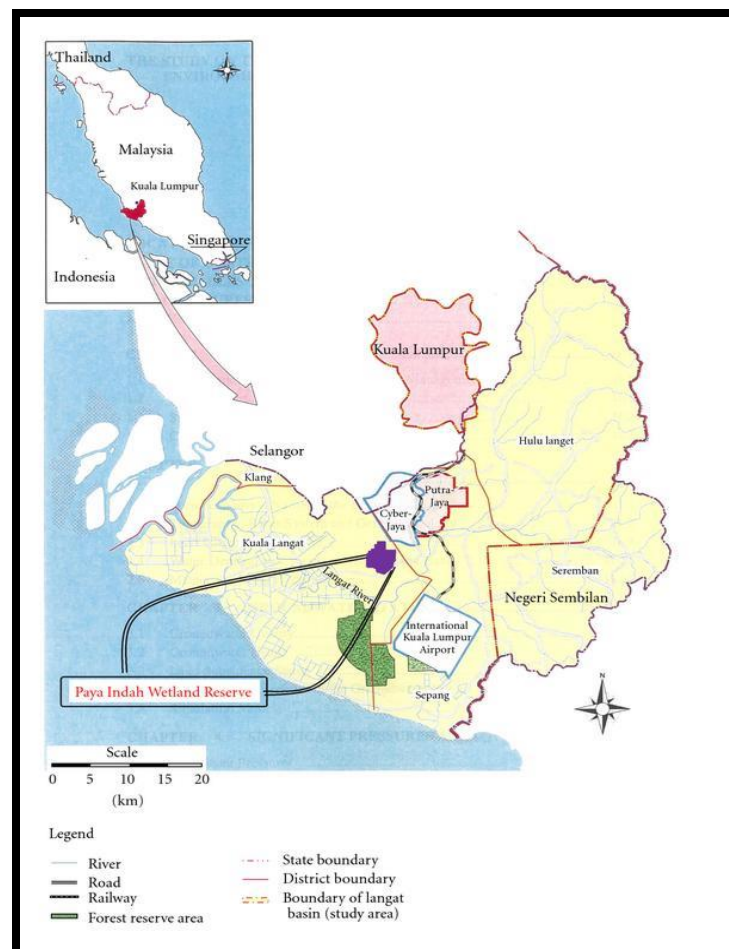 Thailand
Malaysia
Kuala Lumpur
Singapore
Indonesia
Kuala Lumpur
Hulu langet
Selangor
Klang
Putra-
Jaya
Cyber-
Jaya
Kuala Langat
Langat River
Seremban
Negeri Sembilan
International
Kuala Lumpur
Airport
Paya Indah Wetland Reserve
Sepang
N
Scale
0 5 10 15 20
(km)
Legend
River
Road
Railway
Forest reserve area
State boundary
District boundary
Boundary of langat
basin (study area)